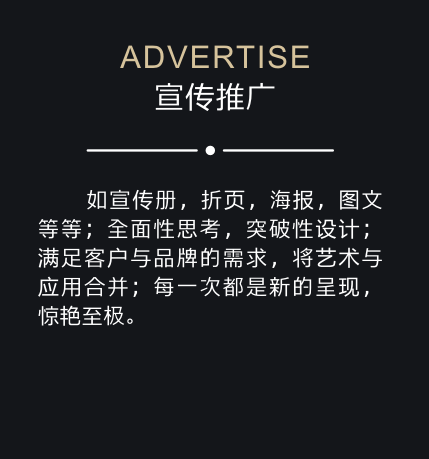 ADVERTISE
宣传推广
如宣传册，折页，海报，图文
等等；全面性思考，突破性设计；
满足客户与品牌的需求，将艺术与
应用合并；每一次都是新的呈现，
惊艳至极。